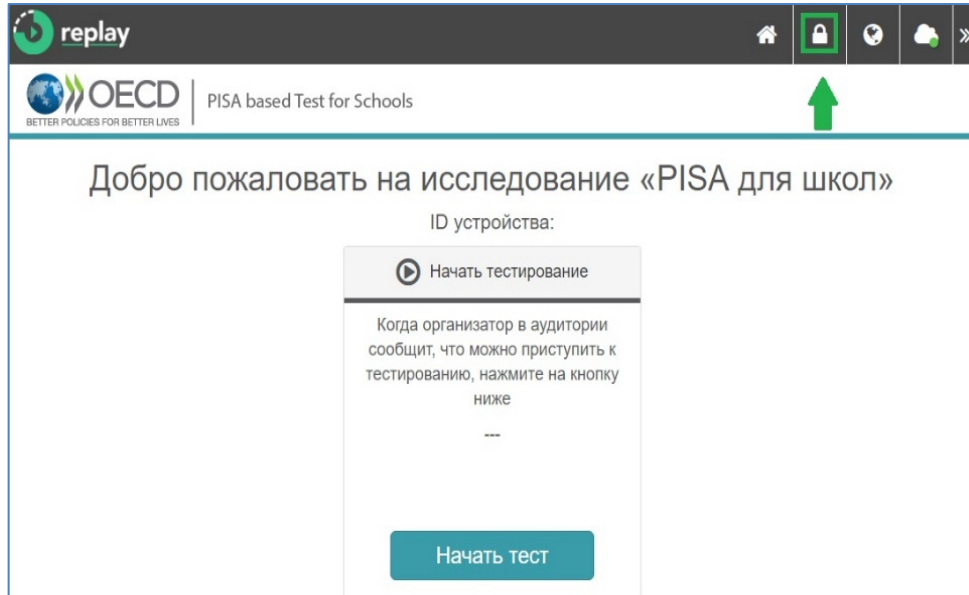 replay
OECD
BETTER POLICIES FOR BETTER LIVES
PISA based Test for Schools
Добро пожаловать на исследование «PISA для школ»
ID устройства:
Начать тестирование
Когда организатор в аудитории
сообщит, что можно приступить к
тестированию, нажмите на кнопку
ниже
---
Начать тест